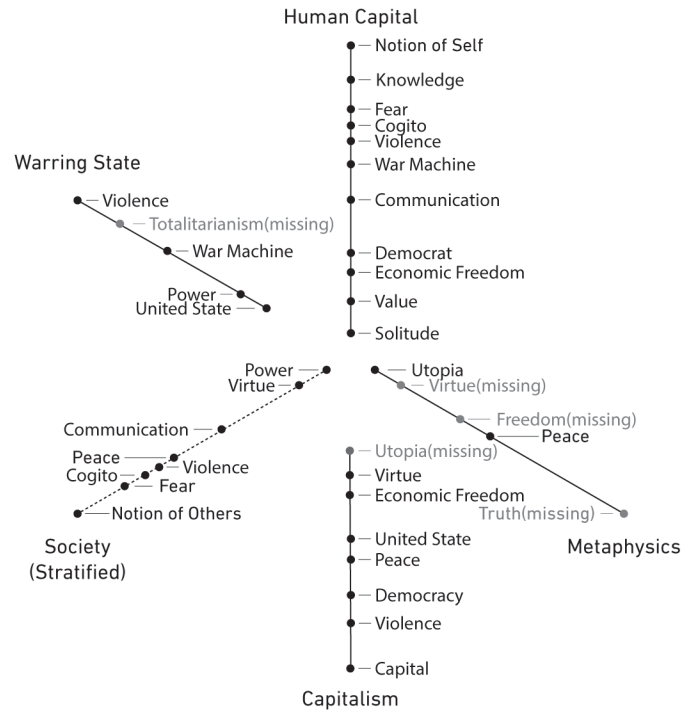 Human Capital
Notion of Self
Knowledge
Fear
Cogito
Violence
War Machine
Communication
Democrat
Economic Freedom
Value
Solitude
Warring State
Violence
Totalitarianism(missing)
War Machine
Power
United State
Power
Virtue
Communication
Peace
Violence
Cogito
Fear
Notion of Others
Society
(Stratified)
Utopia
Virtue(missing)
Freedom(missing)
Peace
Truth(missing)
Metaphysics
Utopia(missing)
Virtue
Economic Freedom
United State
Peace
Democracy
Violence
Capital
Capitalism